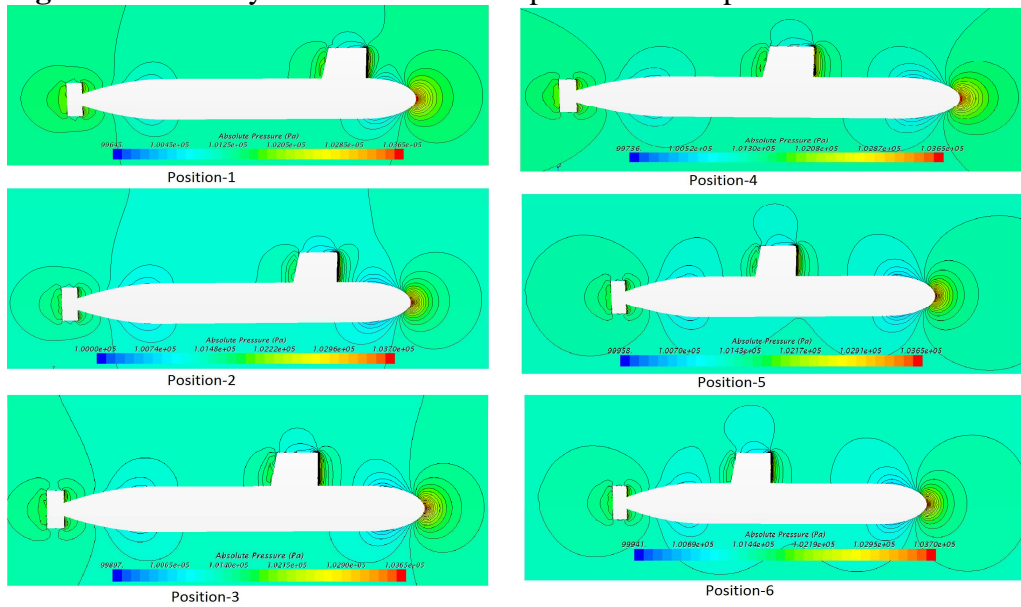 Absolute Pressure (Pa)
99645. 1.0045e+05 1.0125e+05 1.0205e+05 1.0285e+05 1.0365e+05
Position-1
Absolute Pressure (Pa)
1.0000e+05 1.0074e+05 1.0148e+05 1.0222e+05 1.0296e+05 1.0370e+05
Position-2
Absolute Pressure (Pa)
99897. 1.0065e+05 1.0140e+05 1.0215e+05 1.0290e+05 1.0365e+05
Position-3
Absolute Pressure (Pa)
99736. 1.0052e+05 1.0130e+05 1.0208e+05 1.0287e+05 1.0365e+05
Position-4
Absolute Pressure (Pa)
99958. 1.0070e+05 1.0143e+05 1.0217e+05 1.0291e+05 1.0365e+05
Position-5
Absolute Pressure (Pa)
99941. 1.0069e+05 1.0144e+05 1.0219e+05 1.0295e+05 1.0370e+05
Position-6